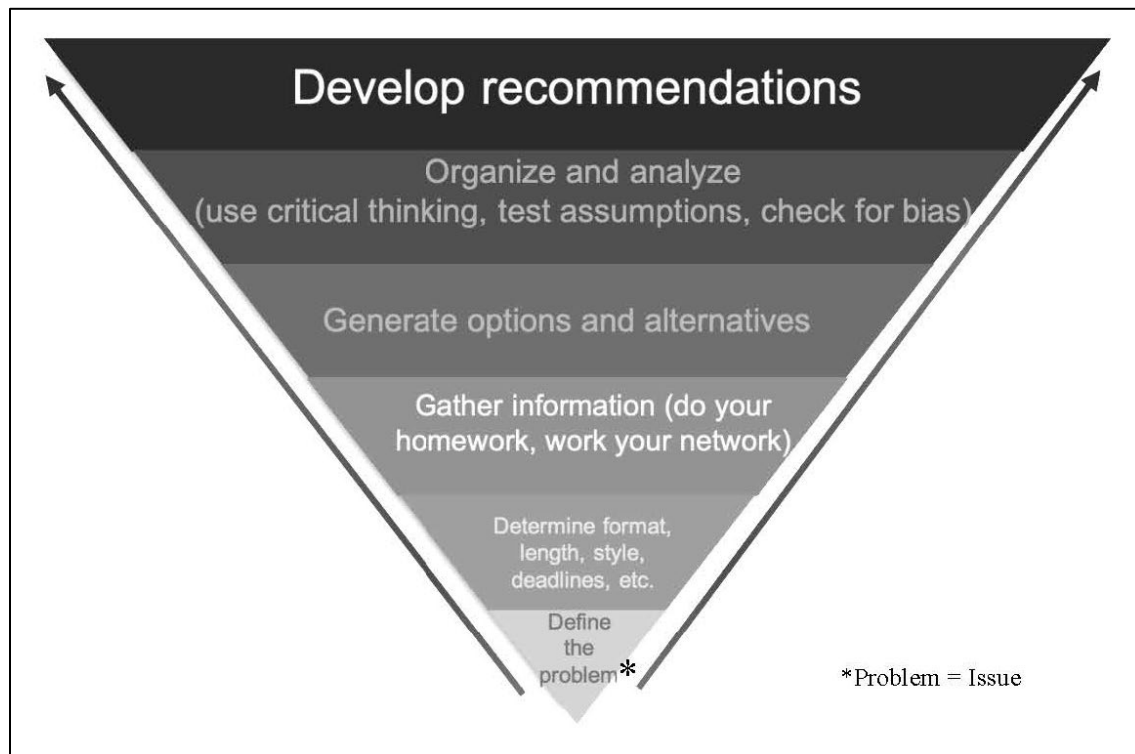 Develop recommendations
Organize and analyze
(use critical thinking, test assumptions, check for bias)
Generate options and alternatives
Gather information (do your
homework, work your network)
Determine format,
length, style,
deadlines, etc.
Define
the
problem*
*Problem = Issue